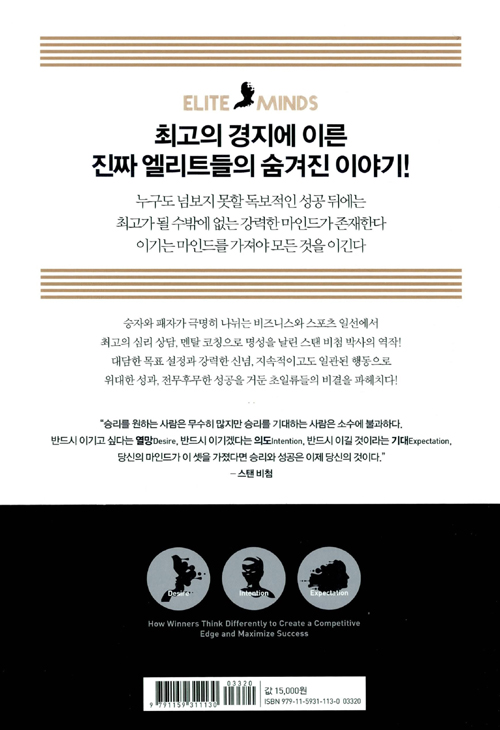 ELITE MINDS
최고의 경지에 이른
진짜 엘리트들의 숨겨진 이야기!
누구도 넘보지 못할 독보적인 성공 뒤에는
최고가 될 수밖에 없는 강력한 마인드가 존재한다
이기는 마인드를 가져야 모든 것을 이긴다
승자와 패자가 극명히 나뉘는 비즈니스와 스포츠 일선에서
최고의 심리 상담, 멘탈 코칭으로 명성을 날린 스탠 비첨 박사의 역작!
대담한 목표 설정과 강력한 신념, 지속적이고도 일관된 행동으로
위대한 성과, 전무후무한 성공을 거둔 초일류들의 비결을 파헤치다!
“승리를 원하는 사람은 무수히 많지만 승리를 기대하는 사람은 소수에 불과하다.
반드시 이기고 싶다는 열망Desire, 반드시 이기겠다는 의도Intention, 반드시 이길 것이라는 기대Expectation,
당신의 마인드가 이 셋을 가졌다면 승리와 성공은 이제 당신의 것이다.”
– 스탠 비첨
Desire Intention Expectation
How Winners Think Differently to Create a Competitive
Edge and Maximize Success
03320
9 791159 311130
값 15,000원
ISBN 979-11-5931-113-0 03320